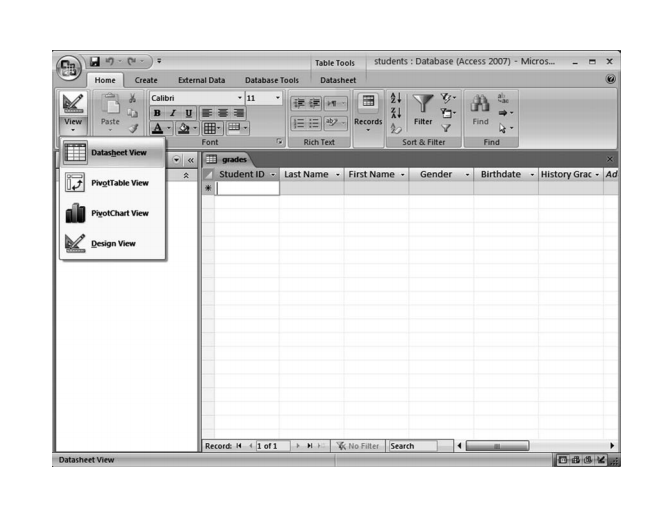 Table Tools students : Database (Access 2007) - Micros...
Home Create External Data Database Tools Datasheet
View Paste Calibri 11 B I U A Records Filter Find
Font Rich Text Sort & Filter Find
Datasheet View
PivotTable View
PivotChart View
Design View
grades
Student ID Last Name First Name Gender Birthdate History Grac Ad
Record: 1 of 1 No Filter Search
Datasheet View